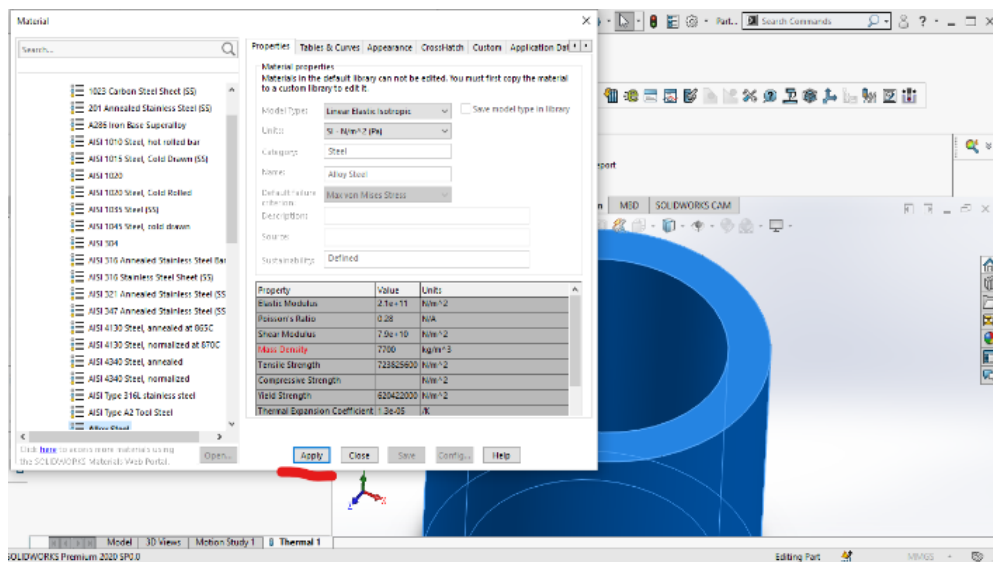 Material
Search...
1023 Carbon Steel Sheet (SS)
201 Annealed Stainless Steel (SS)
A286 Iron Base Superalloy
AISI 1010 Steel, hot rolled bar
AISI 1015 Steel, Cold Drawn (SS)
AISI 1020
AISI 1020 Steel, Cold Rolled
AISI 1035 Steel (SS)
AISI 1045 Steel, cold drawn
AISI 304
AISI 316 Annealed Stainless Steel Bar
AISI 316 Stainless Steel Sheet (SS)
AISI 321 Annealed Stainless Steel (SS
AISI 347 Annealed Stainless Steel (SS
AISI 4130 Steel, annealed at 865C
AISI 4130 Steel, normalized at 870C
AISI 4340 Steel, annealed
AISI 4340 Steel, normalized
AISI Type 316L stainless steel
AISI Type A2 Tool Steel
Alloy Steel
Click here to access more materials using
the SOLIDWORKS Materials Web Portal.
Open...
Properties Tables & Curves Appearance CrossHatch Custom Application Dat
Material properties
Materials in the default library can not be edited. You must first copy the material
to a custom library to edit it.
Model Type: Linear Elastic Isotropic Save model type in library
Units: SI - N/m^2 (Pa)
Category: Steel
Name: Alloy Steel
Default failure
criterion: Max von Mises Stress
Description:
Source:
Sustainability: Defined
Property Value Units
Elastic Modulus 2.1e+11 N/m^2
Poisson's Ratio 0.28 N/A
Shear Modulus 7.9e+10 N/m^2
Mass Density 7700 kg/m^3
Tensile Strength 723825600 N/m^2
Compressive Strength N/m^2
Yield Strength 620422000 N/m^2
Thermal Expansion Coefficient 1.3e-05 /K
Apply Close Save Config... Help
Part... Search Commands
port
n MBD SOLIDWORKS CAM
Model 3D Views Motion Study 1 Thermal 1
SOLIDWORKS Premium 2020 SP0.0
Editing Part MMGS